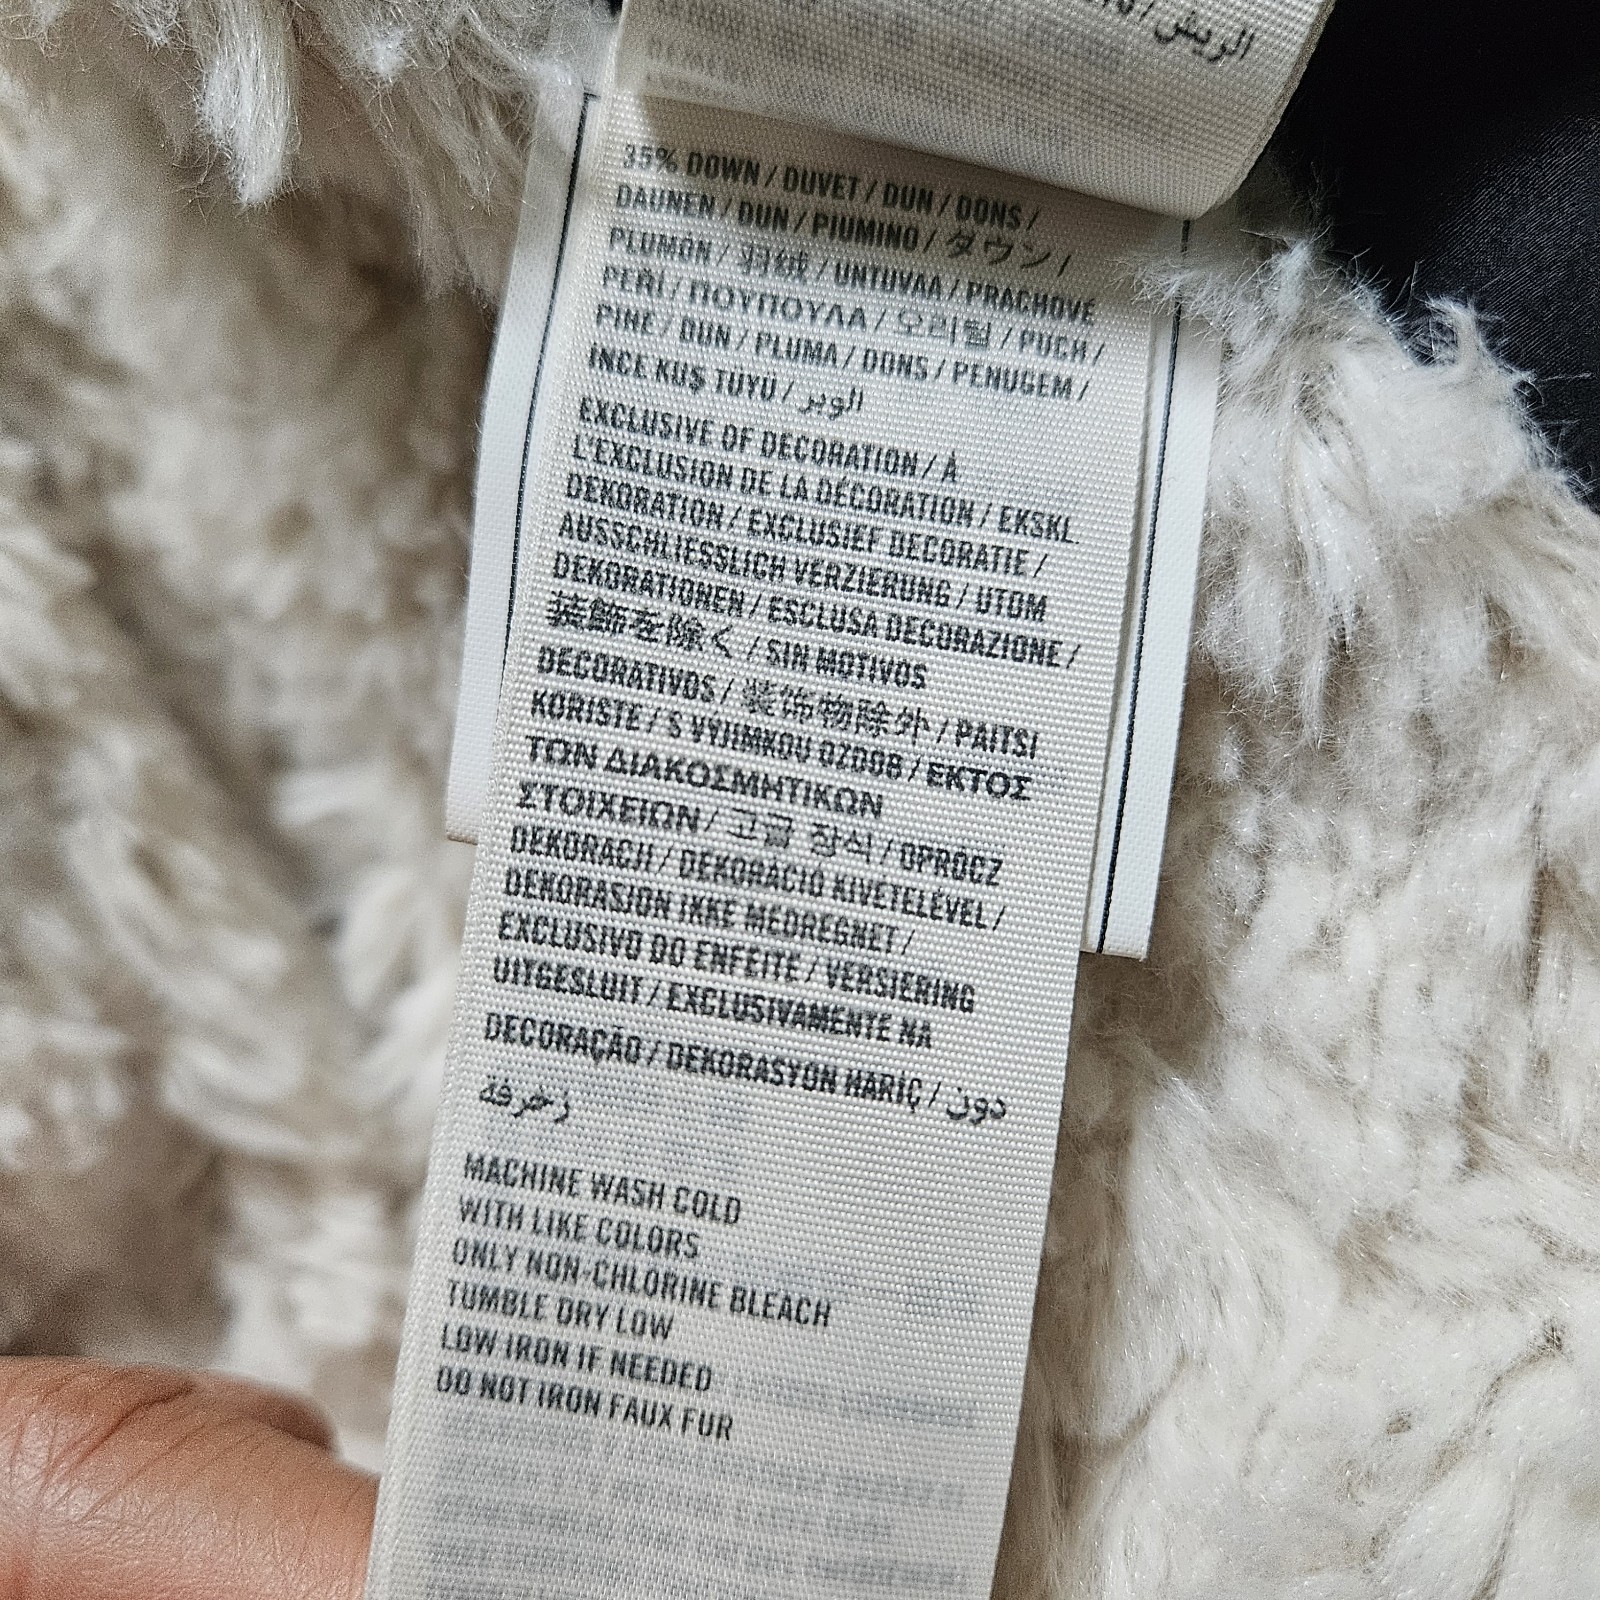 الريش /
35% DOWN / DUVET / DUN / DONS /
DAUNEN / DUN / PIUMINO / ダウン /
PLUMÓN / 羽绒 / UNTUVAA / PRACHOVÉ
PEŘÍ / ΠΟΥΠΟΥΛΑ / 오리털 / PUCH /
PIHE / DUN / PLUMA / DONS / PENUGEM /
İNCE KUŞ TÜYÜ / الوبر
EXCLUSIVE OF DECORATION / À
L'EXCLUSION DE LA DÉCORATION / EKSKL.
DEKORATION / EXCLUSIEF DECORATIE /
AUSSCHLIESSLICH VERZIERUNG / UTOM
DEKORATIONEN / ESCLUSA DECORAZIONE /
装飾を除く / SIN MOTIVOS
DECORATIVOS / 装饰物除外 / PAITSI
KORISTE / S VÝJIMKOU OZDOB / ΕΚΤΟΣ
ΤΩΝ ΔΙΑΚΟΣΜΗΤΙΚΩΝ
ΣΤΟΙΧΕΙΩΝ / 고급 장식 / OPRÓCZ
DEKORACJI / DEKORÁCIÓ KIVÉTELÉVEL /
DEKORASJON IKKE MEDREGNET /
EXCLUSIVO DO ENFEITE / VERSIERING
UITGESLUIT / EXCLUSIVAMENTE NA
DECORAÇÃO / DEKORASYON HARİÇ / دون
زخرفة
MACHINE WASH COLD
WITH LIKE COLORS
ONLY NON-CHLORINE BLEACH
TUMBLE DRY LOW
LOW IRON IF NEEDED
DO NOT IRON FAUX FUR